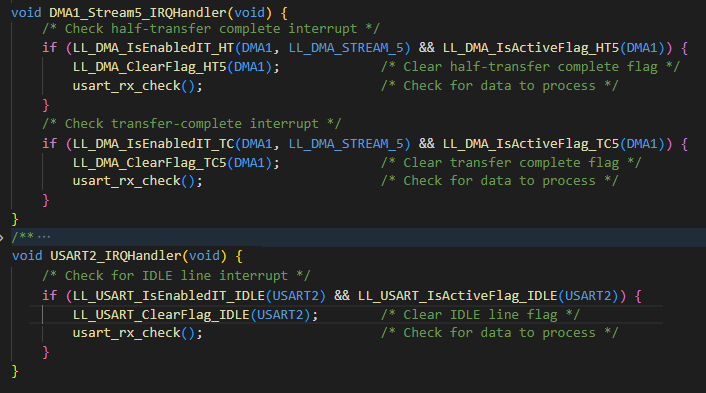 void DMA1_Stream5_IRQHandler(void) {
    /* Check half-transfer complete interrupt */
    if (LL_DMA_IsEnabledIT_HT(DMA1, LL_DMA_STREAM_5) && LL_DMA_IsActiveFlag_HT5(DMA1)) {
        LL_DMA_ClearFlag_HT5(DMA1);             /* Clear half-transfer complete flag */
        usart_rx_check();                       /* Check for data to process */
    }
    /* Check transfer-complete interrupt */
    if (LL_DMA_IsEnabledIT_TC(DMA1, LL_DMA_STREAM_5) && LL_DMA_IsActiveFlag_TC5(DMA1)) {
        LL_DMA_ClearFlag_TC5(DMA1);             /* Clear transfer complete flag */
        usart_rx_check();                       /* Check for data to process */
    }
}
/**···
void USART2_IRQHandler(void) {
    /* Check for IDLE line interrupt */
    if (LL_USART_IsEnabledIT_IDLE(USART2) && LL_USART_IsActiveFlag_IDLE(USART2)) {
        LL_USART_ClearFlag_IDLE(USART2);        /* Clear IDLE line flag */
        usart_rx_check();                       /* Check for data to process */
    }
}